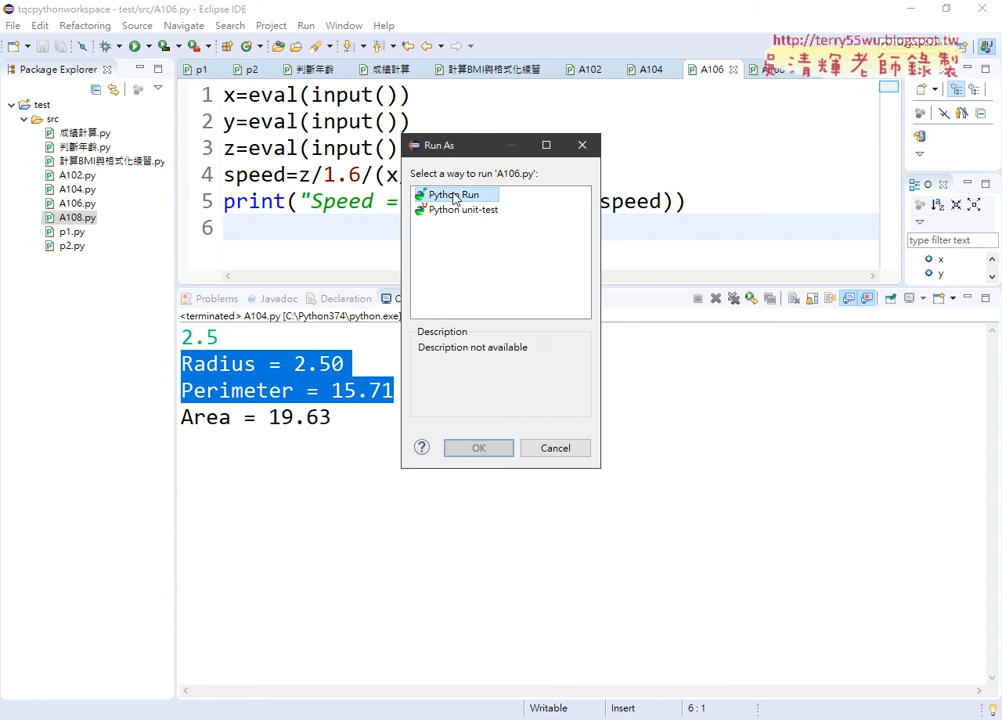 tqcpythonworkspace - test/src/A106.py - Eclipse IDE
File Edit Refactoring Source Navigate Search Project Run Window Help
http://terry55wu.blogspot.tw
吳清輝老師錄製
Package Explorer
p1 p2 判斷年齡 成績計算 計算BMI與格式化練習 A102 A104 A106
test
src
成績計算.py
判斷年齡.py
計算BMI與格式化練習.py
A102.py
A104.py
A106.py
A108.py
p1.py
p2.py
1 x=eval(input())
2 y=eval(input())
3 z=eval(input()
4 speed=z/1.6/(x
5 print("Speed = speed))
6
Run As
Select a way to run 'A106.py':
Python Run
Python unit-test
Description
Description not available
OK Cancel
O
type filter text
x
y
Problems Javadoc Declaration
<terminated> A104.py [C:\Python374\python.exe]
2.5
Radius = 2.50
Perimeter = 15.71
Area = 19.63
Writable Insert 6:1